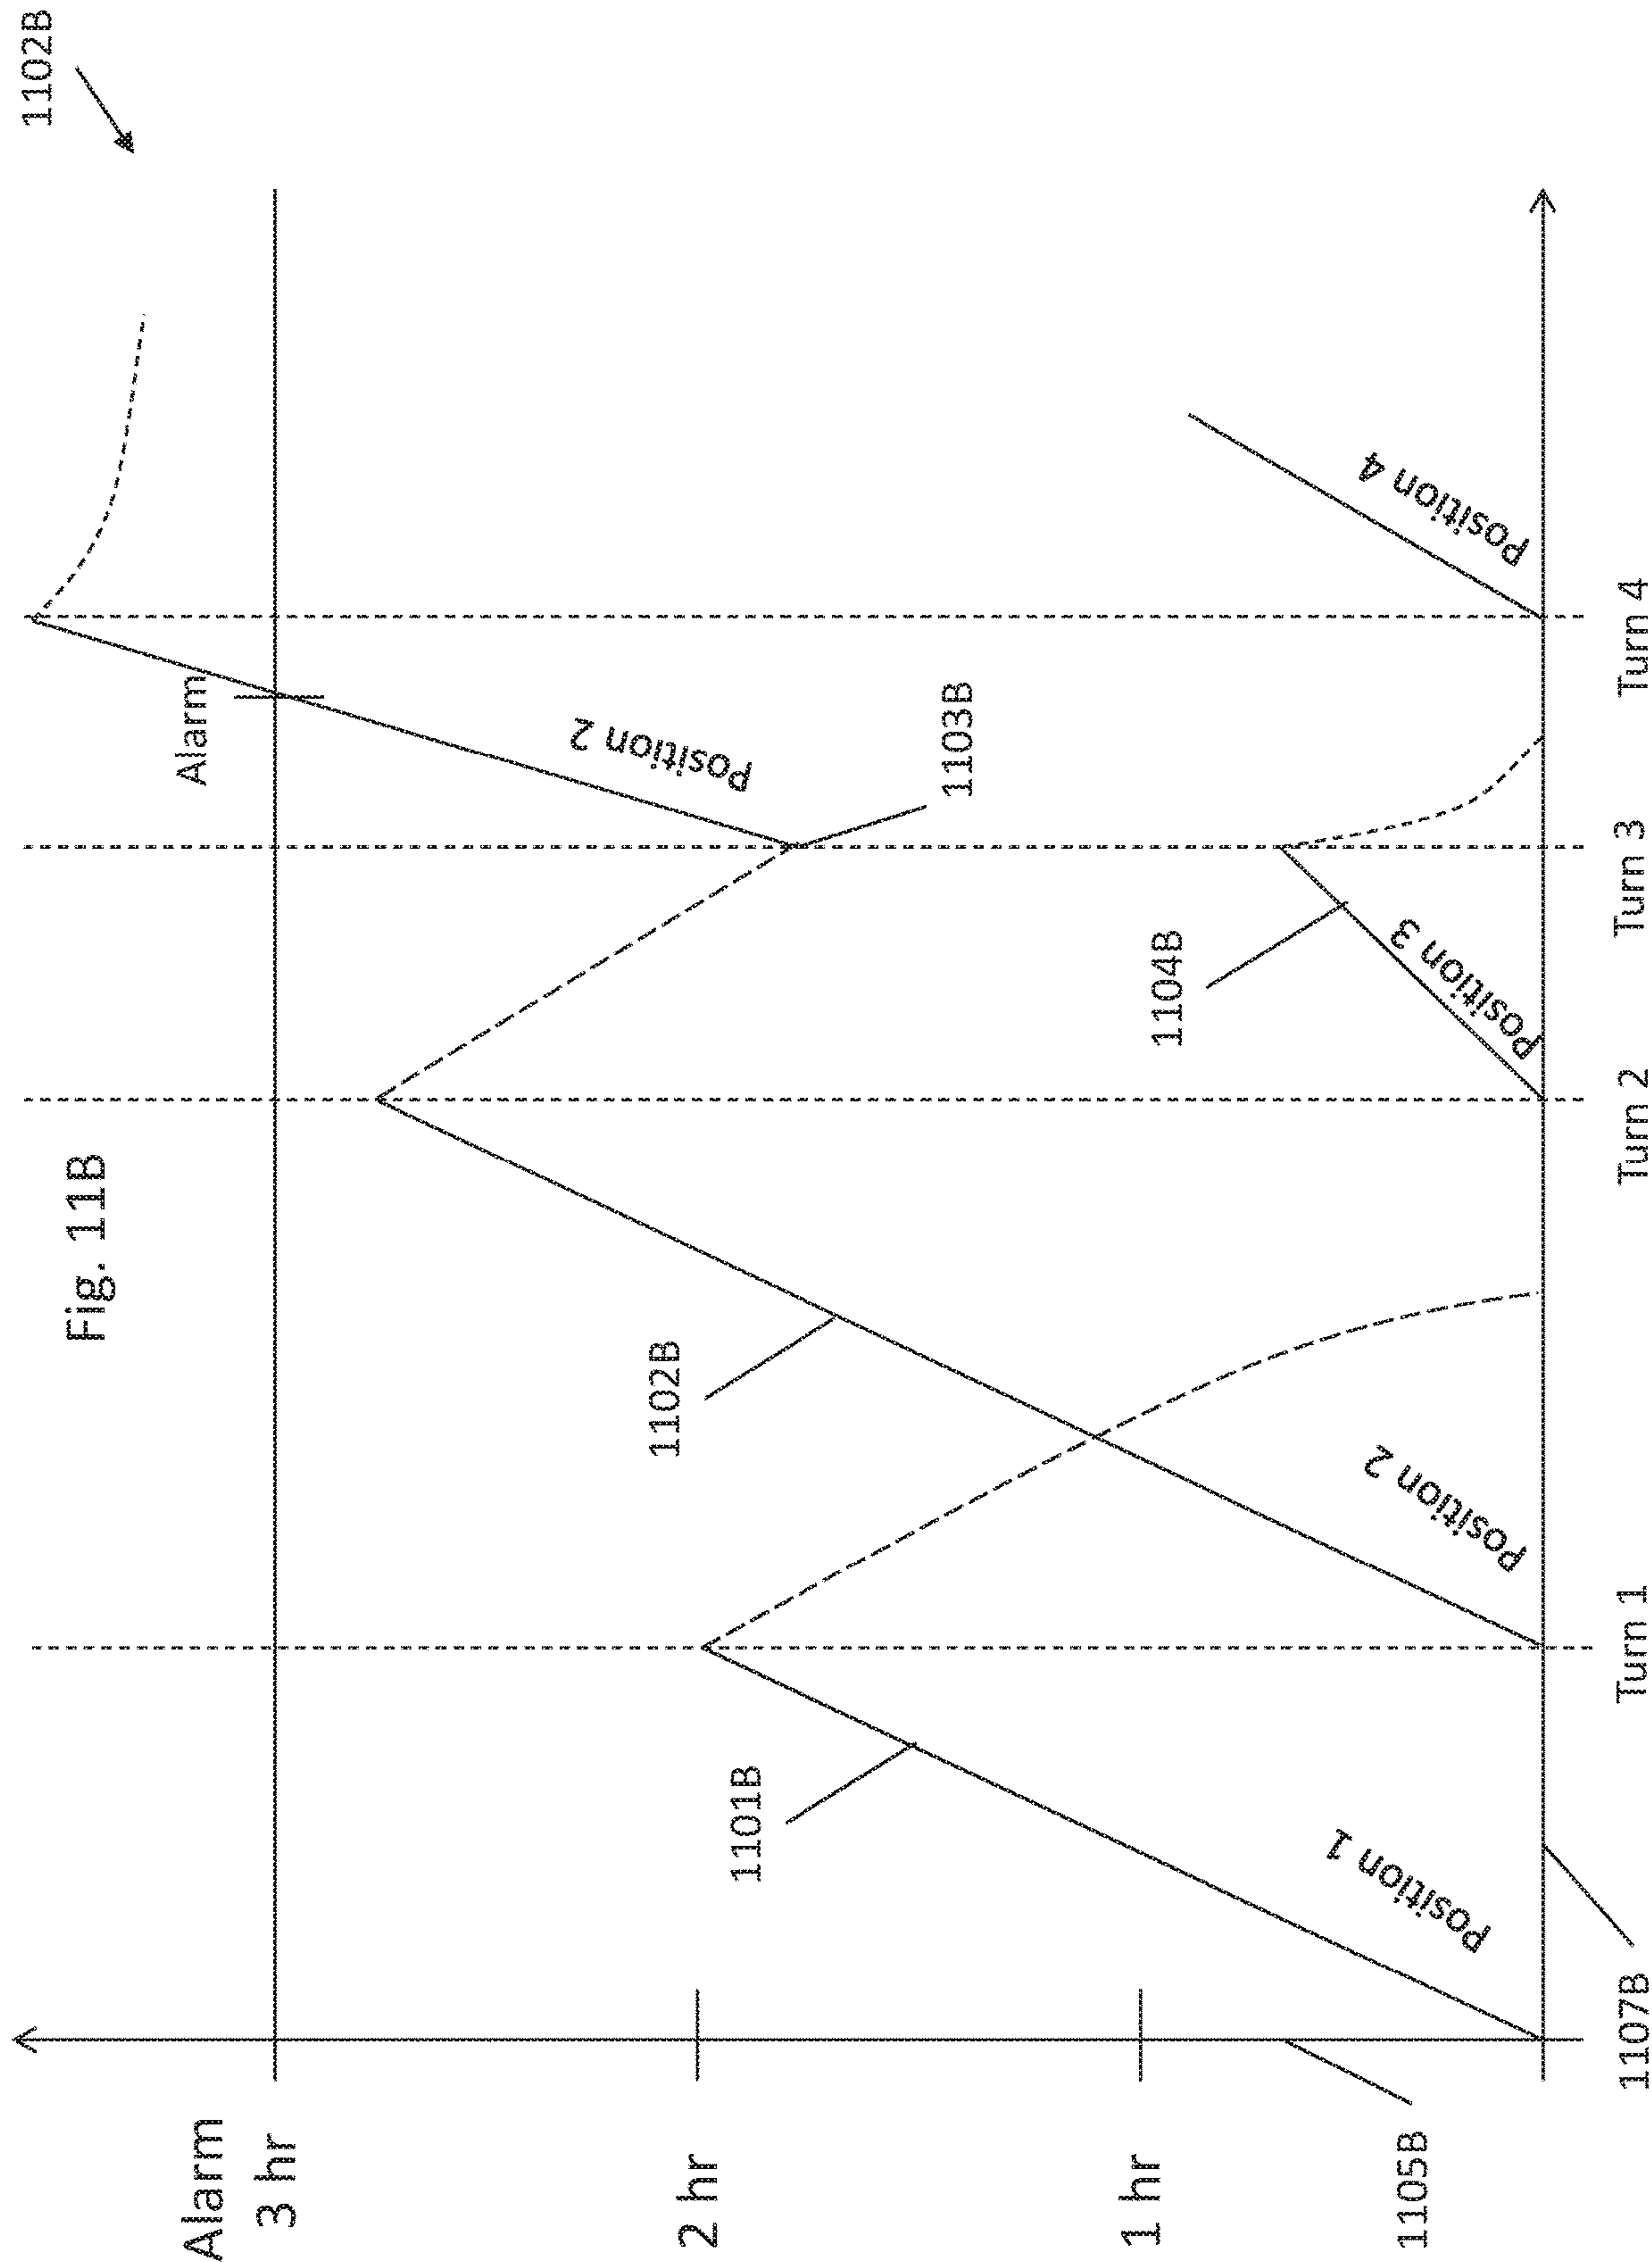 Fig. 11B
1102B
Alarm
Alarm
3 hr
Position 2
1102B
2 hr
1101B
1103B
1104B
1 hr
Position 1
Position 2
Position 3
Position 4
1105B
1107B
Turn 1
Turn 2
Turn 3
Turn 4